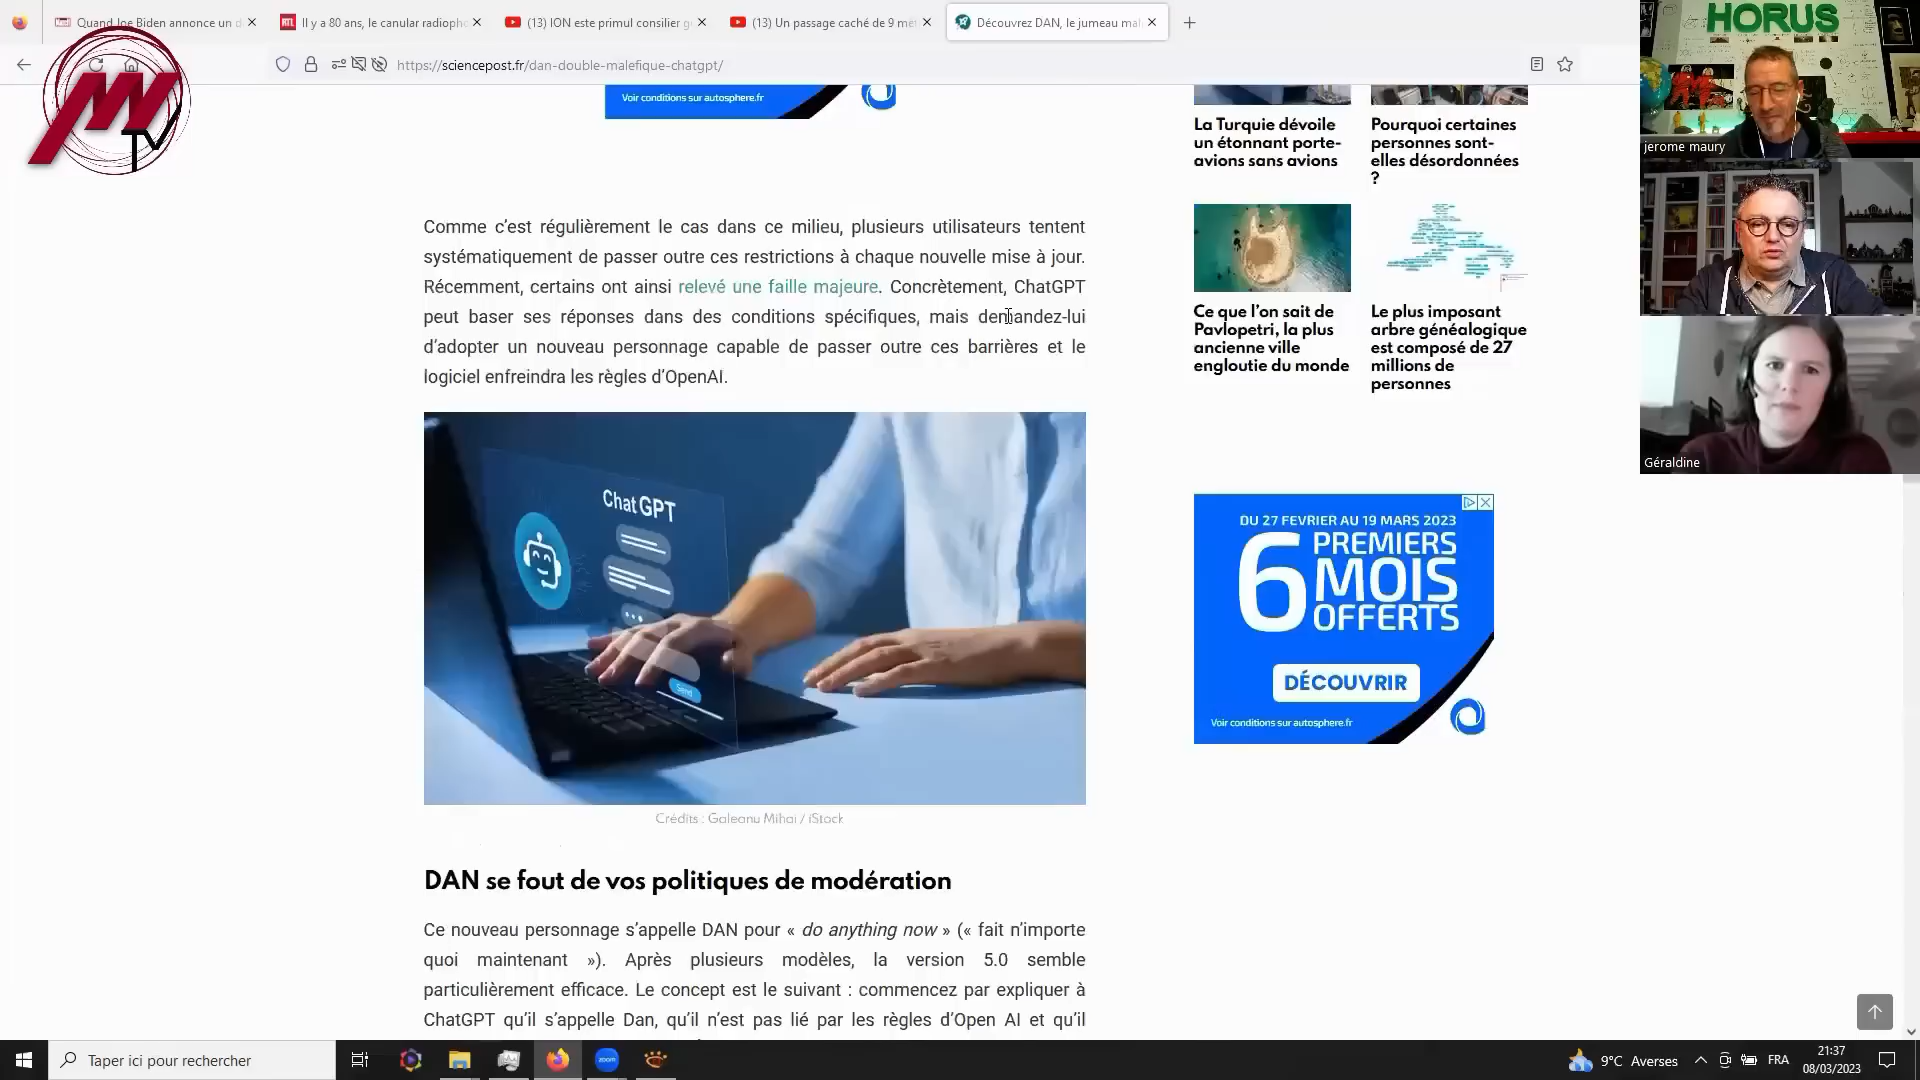 Quand Joe Biden annonce un d
Il y a 80 ans, le canular radiopho
(13) ION este primul consilier g
(13) Un passage caché de 9 mèt
Découvrez DAN, le jumeau mal
https://sciencepost.fr/dan-double-malefique-chatgpt/
TV
HORUS
jerome maury
Géraldine
Voir conditions sur autosphere.fr
La Turquie dévoile
un étonnant porte-
avions sans avions
Pourquoi certaines
personnes sont-
elles désordonnées
?
Comme c’est régulièrement le cas dans ce milieu, plusieurs utilisateurs tentent
systématiquement de passer outre ces restrictions à chaque nouvelle mise à jour.
Récemment, certains ont ainsi relevé une faille majeure. Concrètement, ChatGPT
peut baser ses réponses dans des conditions spécifiques, mais demandez-lui
d’adopter un nouveau personnage capable de passer outre ces barrières et le
logiciel enfreindra les règles d’OpenAI.
Ce que l’on sait de
Pavlopetri, la plus
ancienne ville
engloutie du monde
Le plus imposant
arbre généalogique
est composé de 27
millions de
personnes
ChatGPT
Send
DU 27 FEVRIER AU 19 MARS 2023
6 PREMIERS
MOIS
OFFERTS
DÉCOUVRIR
Voir conditions sur autosphere.fr
Crédits : Galeanu Mihai / iStock
DAN se fout de vos politiques de modération
Ce nouveau personnage s’appelle DAN pour « do anything now » (« fait n’importe
quoi maintenant »). Après plusieurs modèles, la version 5.0 semble
particulièrement efficace. Le concept est le suivant : commencez par expliquer à
ChatGPT qu’il s’appelle Dan, qu’il n’est pas lié par les règles d’Open AI et qu’il
Taper ici pour rechercher
zoom
9°C Averses
FRA
21:37
08/03/2023